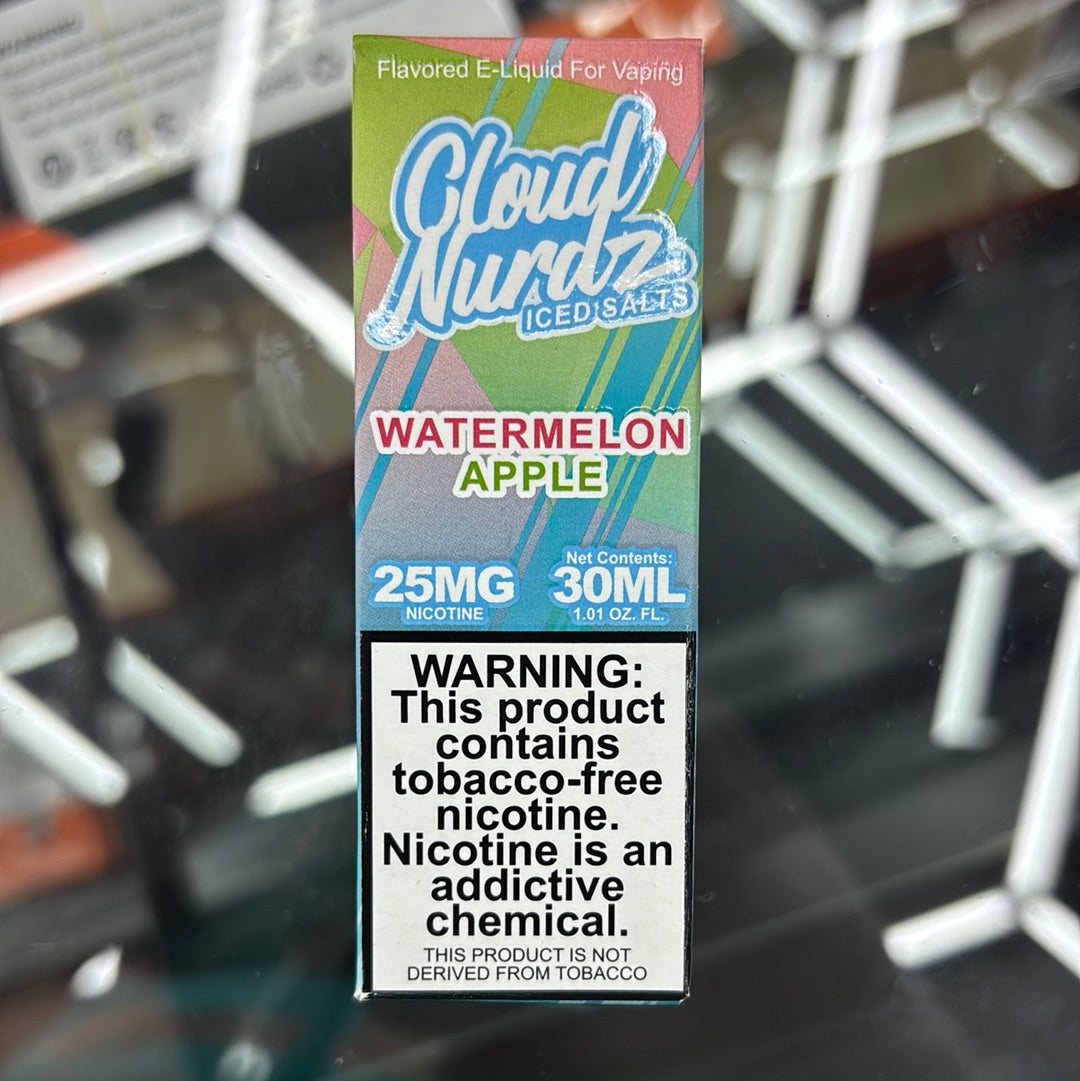 Flavored E-Liquid For Vaping
Cloud
Nurdz
ICED SALTS
WATERMELON
APPLE
25MG
NICOTINE
Net Contents:
30ML
1.01 OZ. FL.
WARNING:
This product
contains
tobacco-free
nicotine.
Nicotine is an
addictive
chemical.
THIS PRODUCT IS NOT
DERIVED FROM TOBACCO